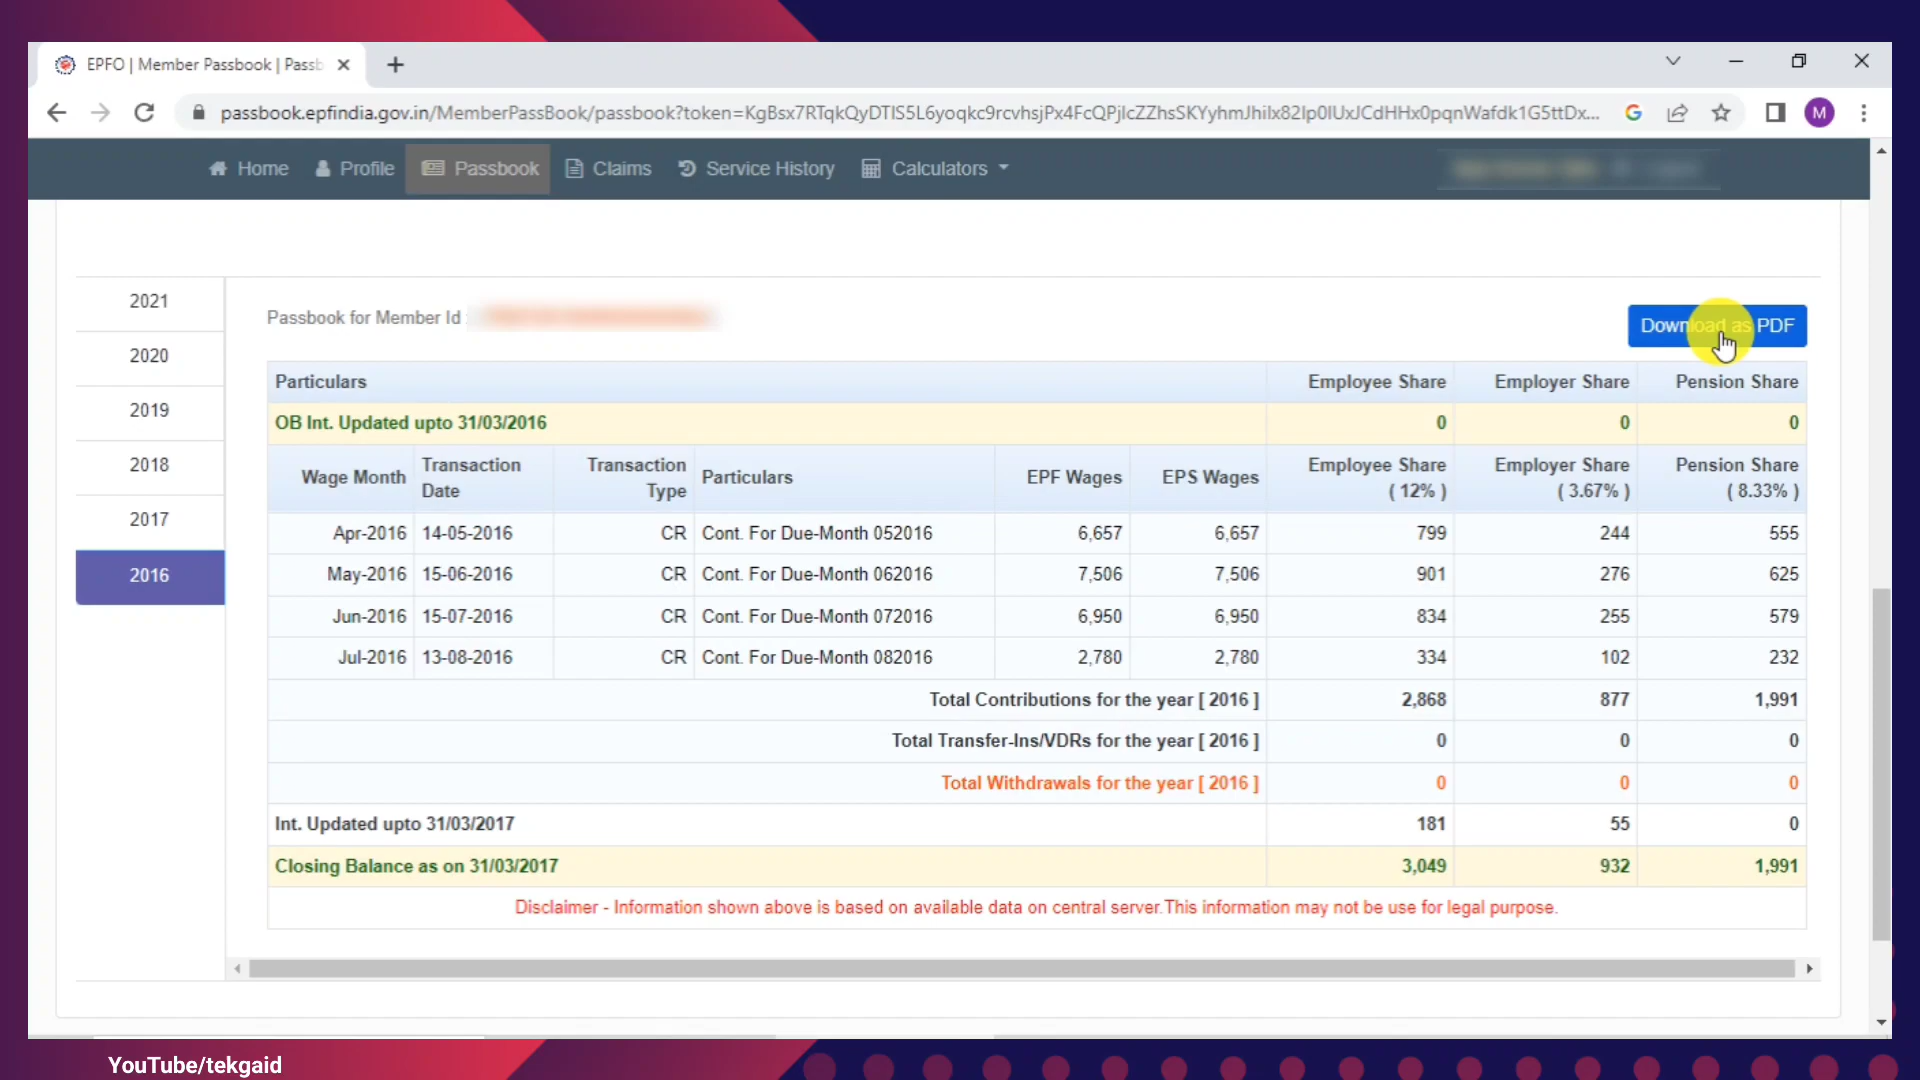 EPFO | Member Passbook | Passb
passbook.epfindia.gov.in/MemberPassBook/passbook?token=KgBsx7RTqkQyDTIS5L6yoqkc9rcvhsjPx4FcQPjlcZZhsSKYyhmJhilx82Ip0IUxJCdHHx0pqnWafdk1G5ttDx...
M
Home Profile Passbook Claims Service History Calculators
2021
2020
2019
2018
2017
2016
Passbook for Member Id :
Download as PDF
Particulars Employee Share Employer Share Pension Share
OB Int. Updated upto 31/03/2016 0 0 0
Wage Month Transaction Date Transaction Type Particulars EPF Wages EPS Wages Employee Share ( 12% ) Employer Share ( 3.67% ) Pension Share ( 8.33% )
Apr-2016 14-05-2016 CR Cont. For Due-Month 052016 6,657 6,657 799 244 555
May-2016 15-06-2016 CR Cont. For Due-Month 062016 7,506 7,506 901 276 625
Jun-2016 15-07-2016 CR Cont. For Due-Month 072016 6,950 6,950 834 255 579
Jul-2016 13-08-2016 CR Cont. For Due-Month 082016 2,780 2,780 334 102 232
Total Contributions for the year [ 2016 ] 2,868 877 1,991
Total Transfer-Ins/VDRs for the year [ 2016 ] 0 0 0
Total Withdrawals for the year [ 2016 ] 0 0 0
Int. Updated upto 31/03/2017 181 55 0
Closing Balance as on 31/03/2017 3,049 932 1,991
Disclaimer - Information shown above is based on available data on central server.This information may not be use for legal purpose.
YouTube/tekgaid